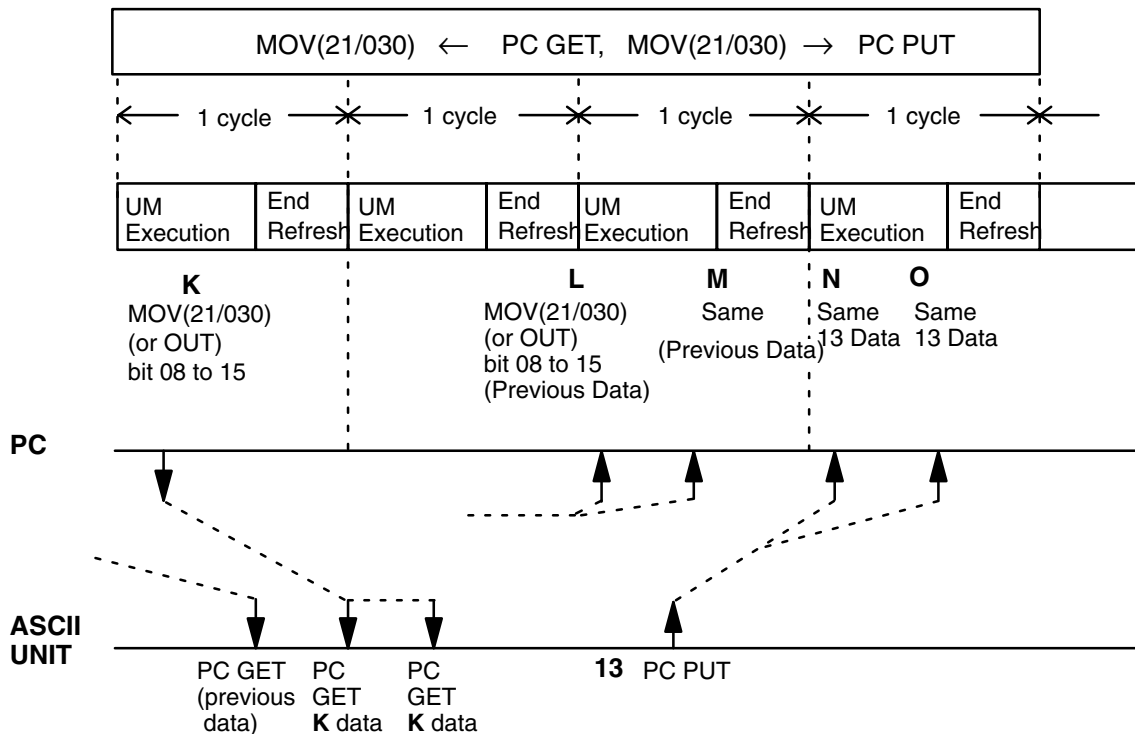 MOV(21/030) ← PC GET, MOV(21/030) → PC PUT
1 cycle 1 cycle 1 cycle 1 cycle
UM Execution
End Refresh
UM Execution
End Refresh
UM Execution
End Refresh
UM Execution
End Refresh
K
MOV(21/030)
(or OUT)
bit 08 to 15
L
MOV(21/030)
(or OUT)
bit 08 to 15
(Previous Data)
M
Same
(Previous Data)
N
Same
13 Data
O
Same
13 Data
PC
ASCII
UNIT
PC GET
(previous
data)
PC
GET
K data
PC
GET
K data
13 PC PUT